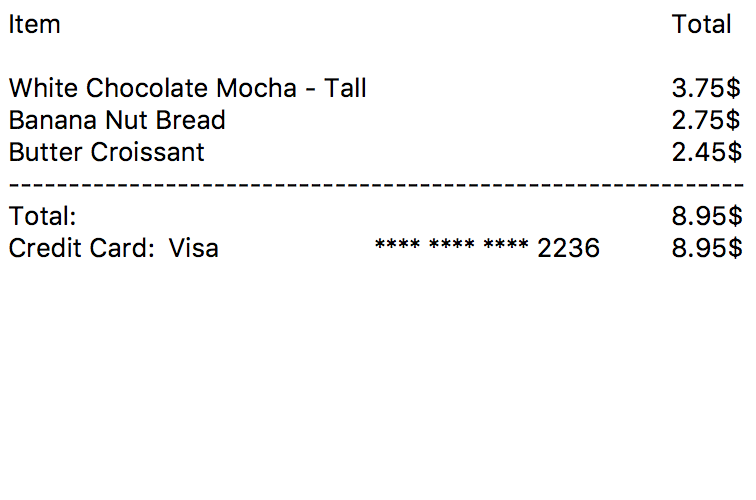 Item Total
White Chocolate Mocha - Tall 3.75$
Banana Nut Bread 2.75$
Butter Croissant 2.45$
--------------------------------------------------------------
Total: 8.95$
Credit Card: Visa **** **** **** 2236 8.95$